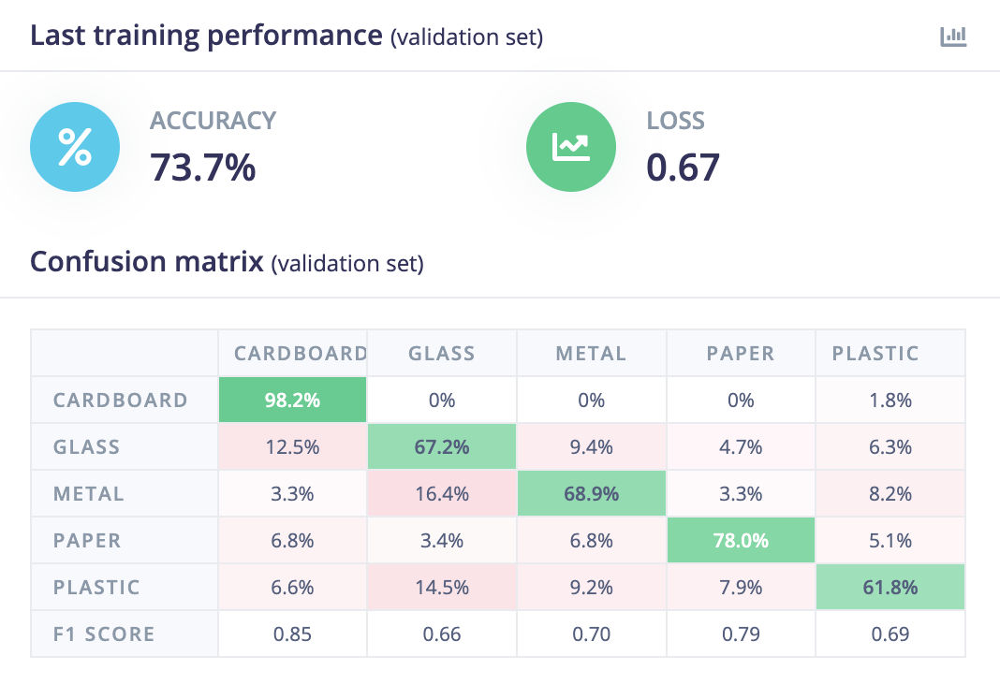 Last training performance (validation set)
% ACCURACY LOSS
73.7% 0.67
Confusion matrix (validation set)
CARDBOARD GLASS METAL PAPER PLASTIC
CARDBOARD 98.2% 0% 0% 0% 1.8%
GLASS 12.5% 67.2% 9.4% 4.7% 6.3%
METAL 3.3% 16.4% 68.9% 3.3% 8.2%
PAPER 6.8% 3.4% 6.8% 78.0% 5.1%
PLASTIC 6.6% 14.5% 9.2% 7.9% 61.8%
F1 SCORE 0.85 0.66 0.70 0.79 0.69